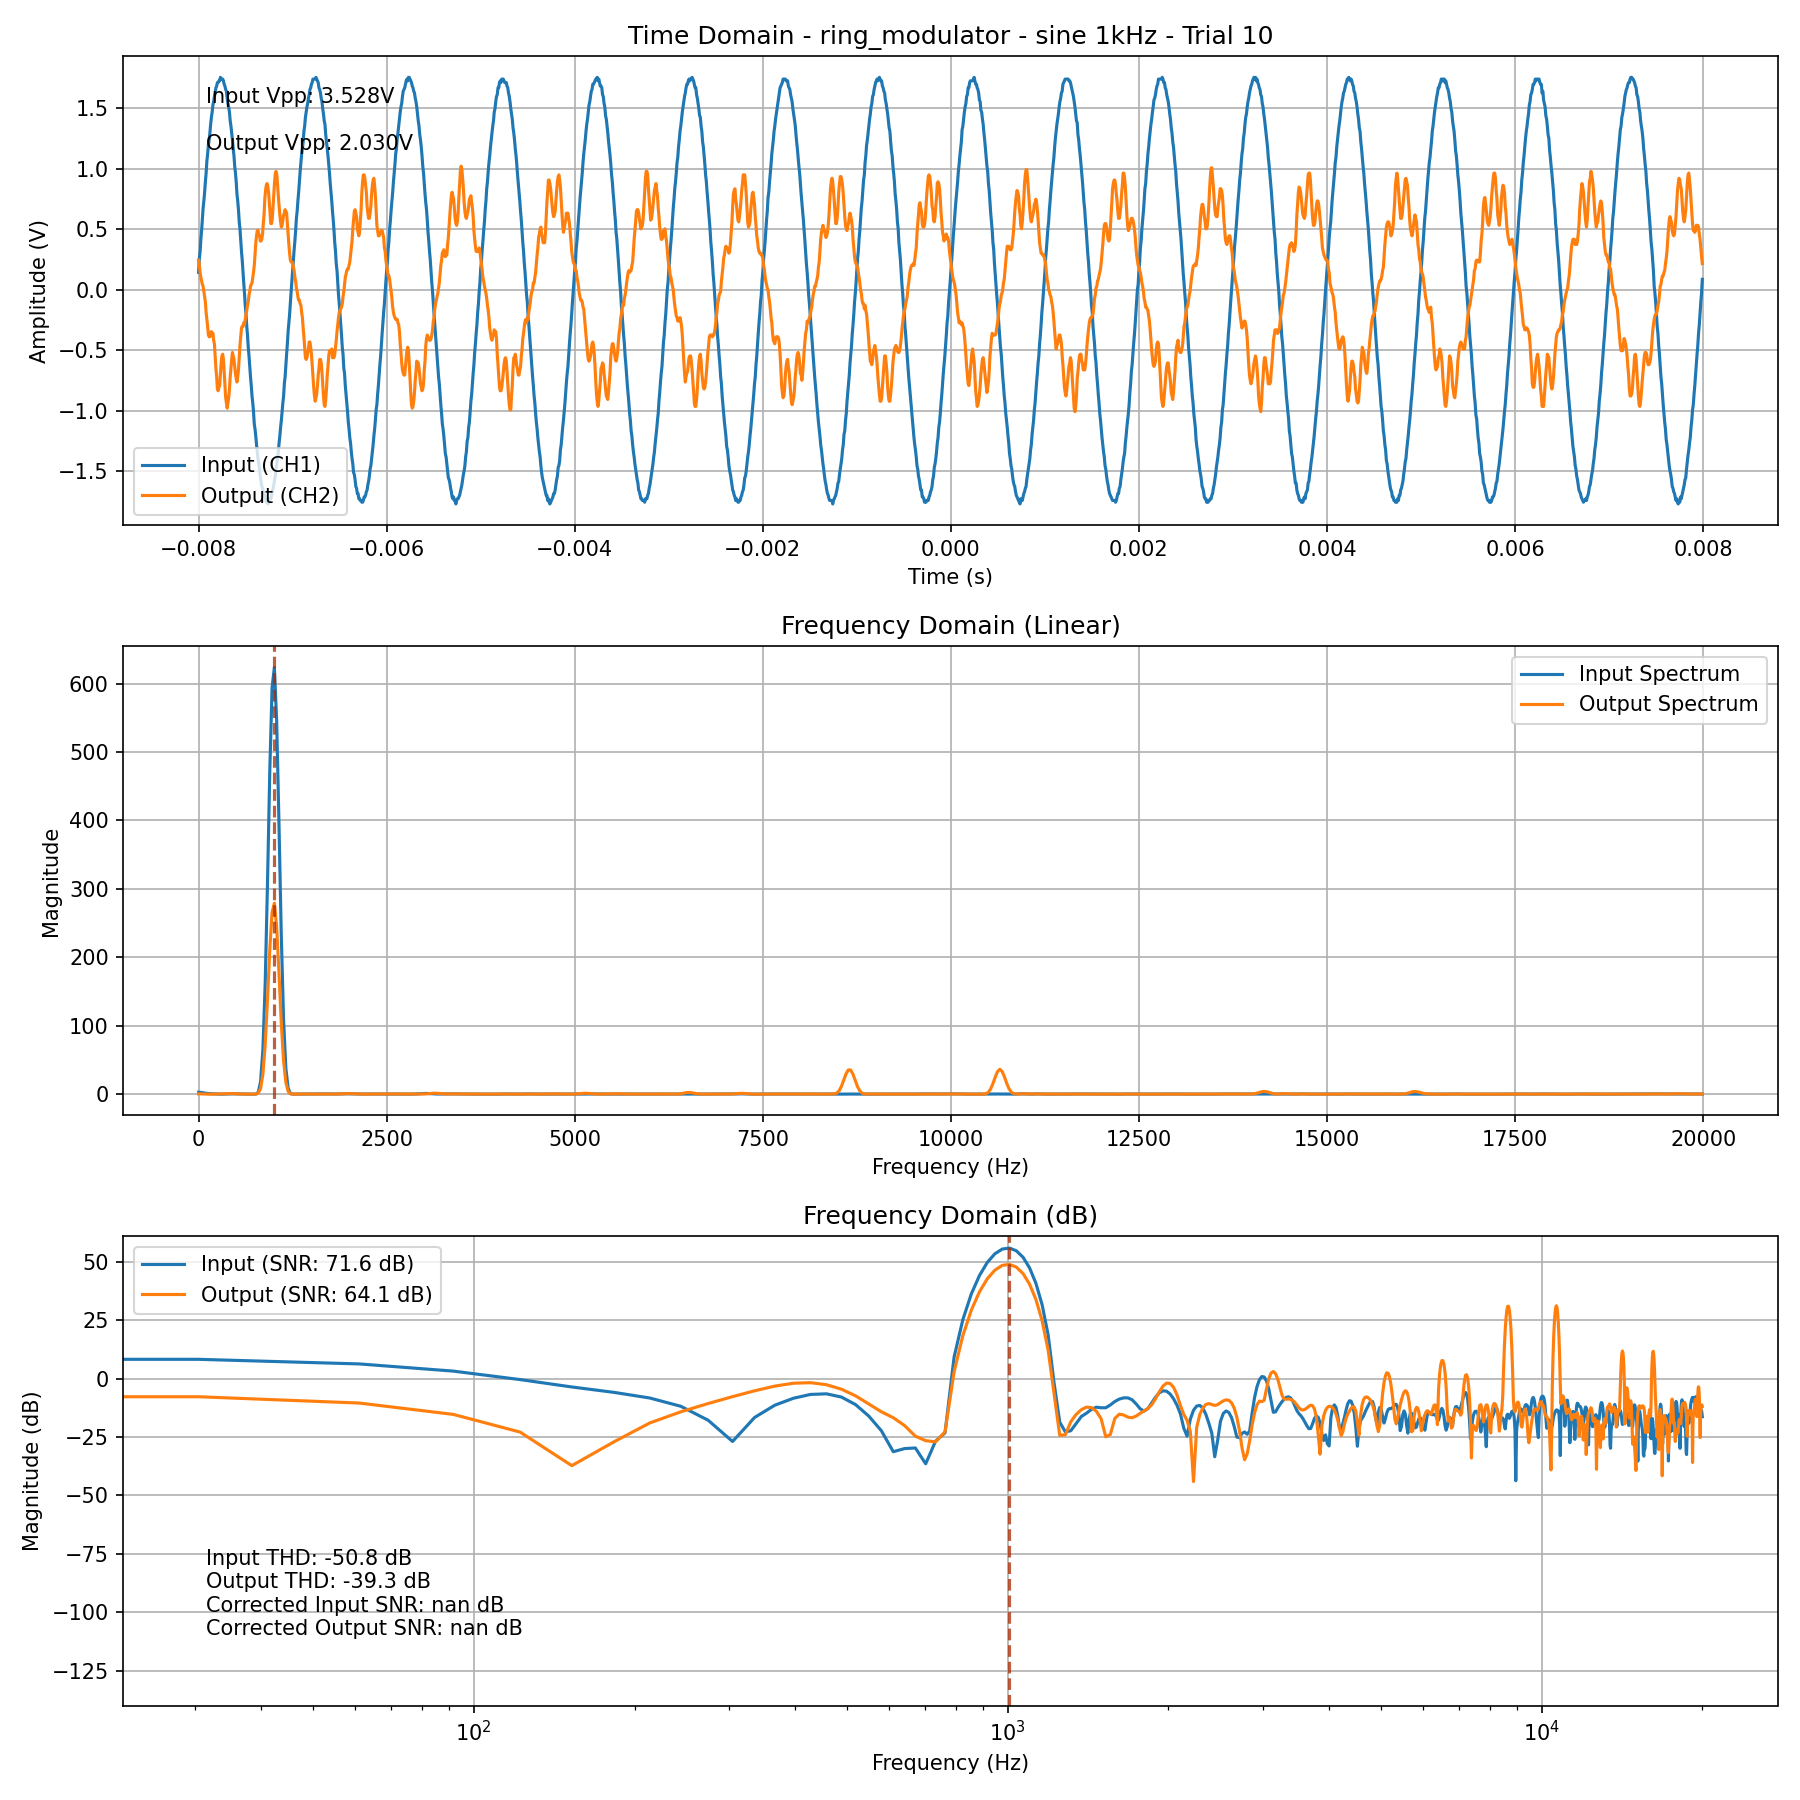 Time Domain - ring_modulator - sine 1kHz - Trial 10
Input Vpp: 3.528V
Output Vpp: 2.030V
1.5
1.0
0.5
0.0
−0.5
−1.0
−1.5
Amplitude (V)
Input (CH1)
Output (CH2)
−0.008
−0.006
−0.004
−0.002
0.000
0.002
0.004
0.006
0.008
Time (s)
Frequency Domain (Linear)
Input Spectrum
Output Spectrum
600
500
400
300
200
100
0
Magnitude
0
2500
5000
7500
10000
12500
15000
17500
20000
Frequency (Hz)
Frequency Domain (dB)
Input (SNR: 71.6 dB)
Output (SNR: 64.1 dB)
50
25
0
−25
−50
−75
−100
−125
Magnitude (dB)
Input THD: -50.8 dB
Output THD: -39.3 dB
Corrected Input SNR: nan dB
Corrected Output SNR: nan dB
10²
10³
10⁴
Frequency (Hz)